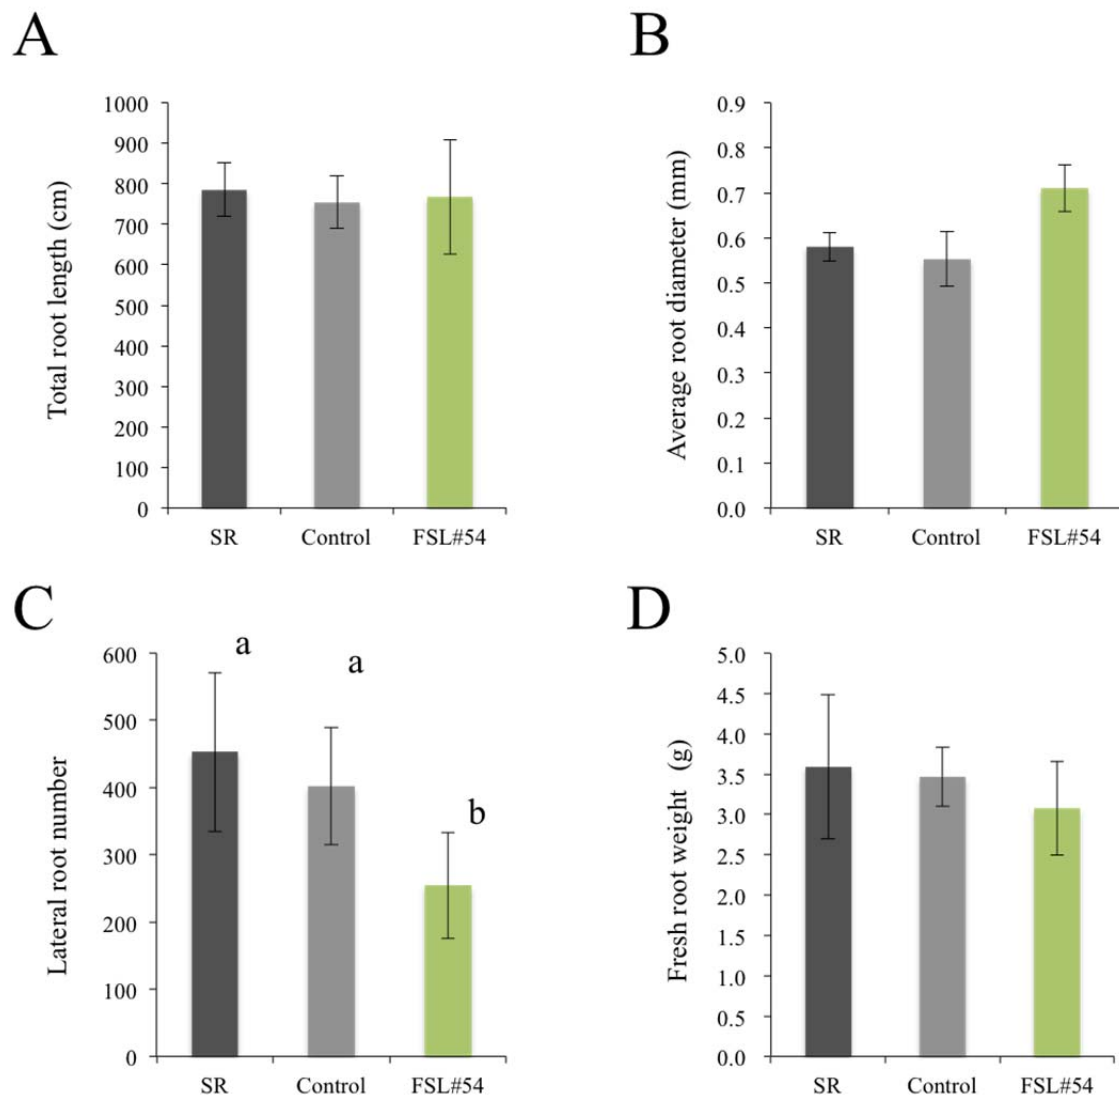 A
Total root length (cm)
1000
900
800
700
600
500
400
300
200
100
0
SR Control FSL#54
B
Average root diameter (mm)
0.9
0.8
0.7
0.6
0.5
0.4
0.3
0.2
0.1
0.0
SR Control FSL#54
C
Lateral root number
600
500
400
300
200
100
0
a
a
b
SR Control FSL#54
D
Fresh root weight (g)
5.0
4.5
4.0
3.5
3.0
2.5
2.0
1.5
1.0
0.5
0.0
SR Control FSL#54